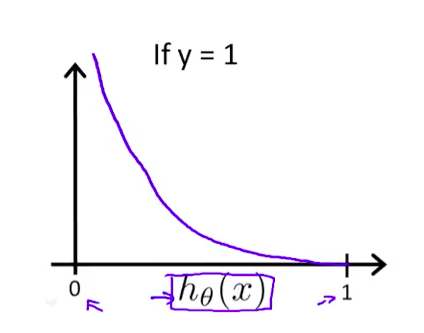 If y = 1
0 hθ(x) 1